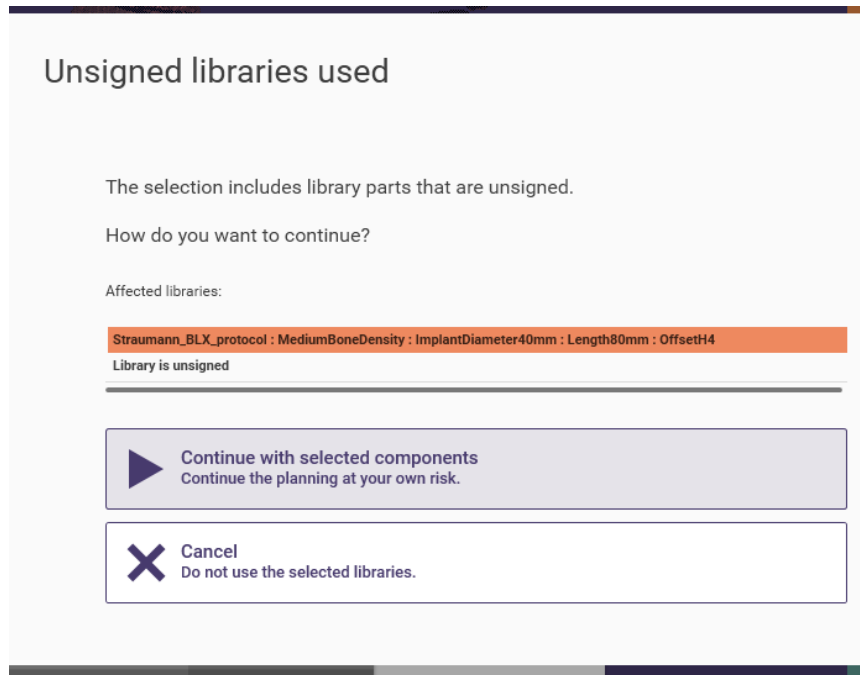 Unsigned libraries used
The selection includes library parts that are unsigned.
How do you want to continue?
Affected libraries:
Straumann_BLX_protocol : MediumBoneDensity : ImplantDiameter40mm : Length80mm : OffsetH4
Library is unsigned
Continue with selected components
Continue the planning at your own risk.
Cancel
Do not use the selected libraries.